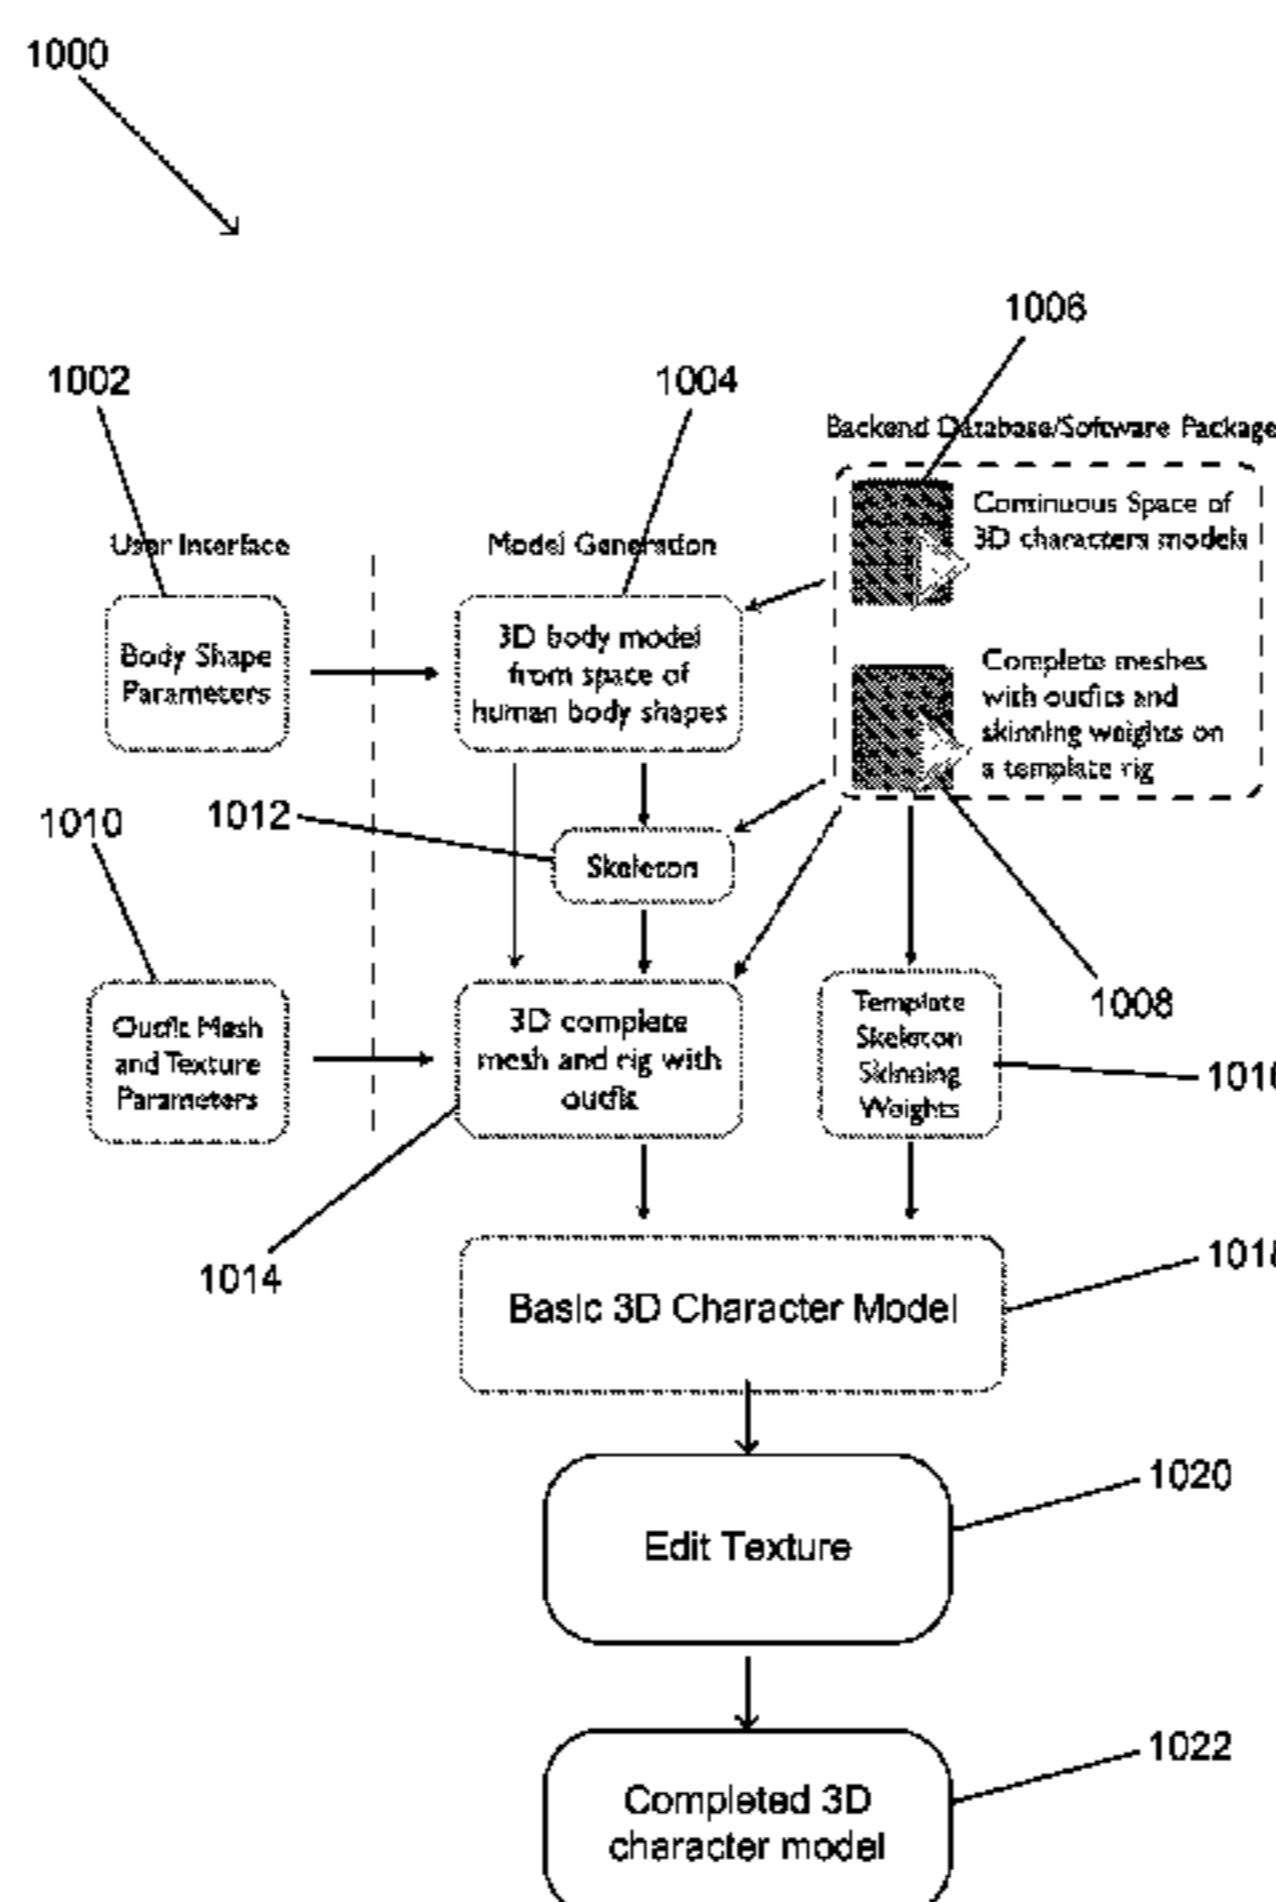 1000
1006
1002
1004
Backend Database/Software Package
User Interface
Model Generation
Continuous Space of
3D characters models
Body Shape
Parameters
3D body model
from space of
human body shapes
Complete meshes
with outfits and
skinning weights on
a template rig
1010
1012
Skeleton
1008
Outfit Mesh
and Texture
Parameters
3D complete
mesh and rig with
outfit
Template
Skeleton
Skinning
Weights
1014
Basic 3D Character Model
1020
Edit Texture
1022
Completed 3D
character model